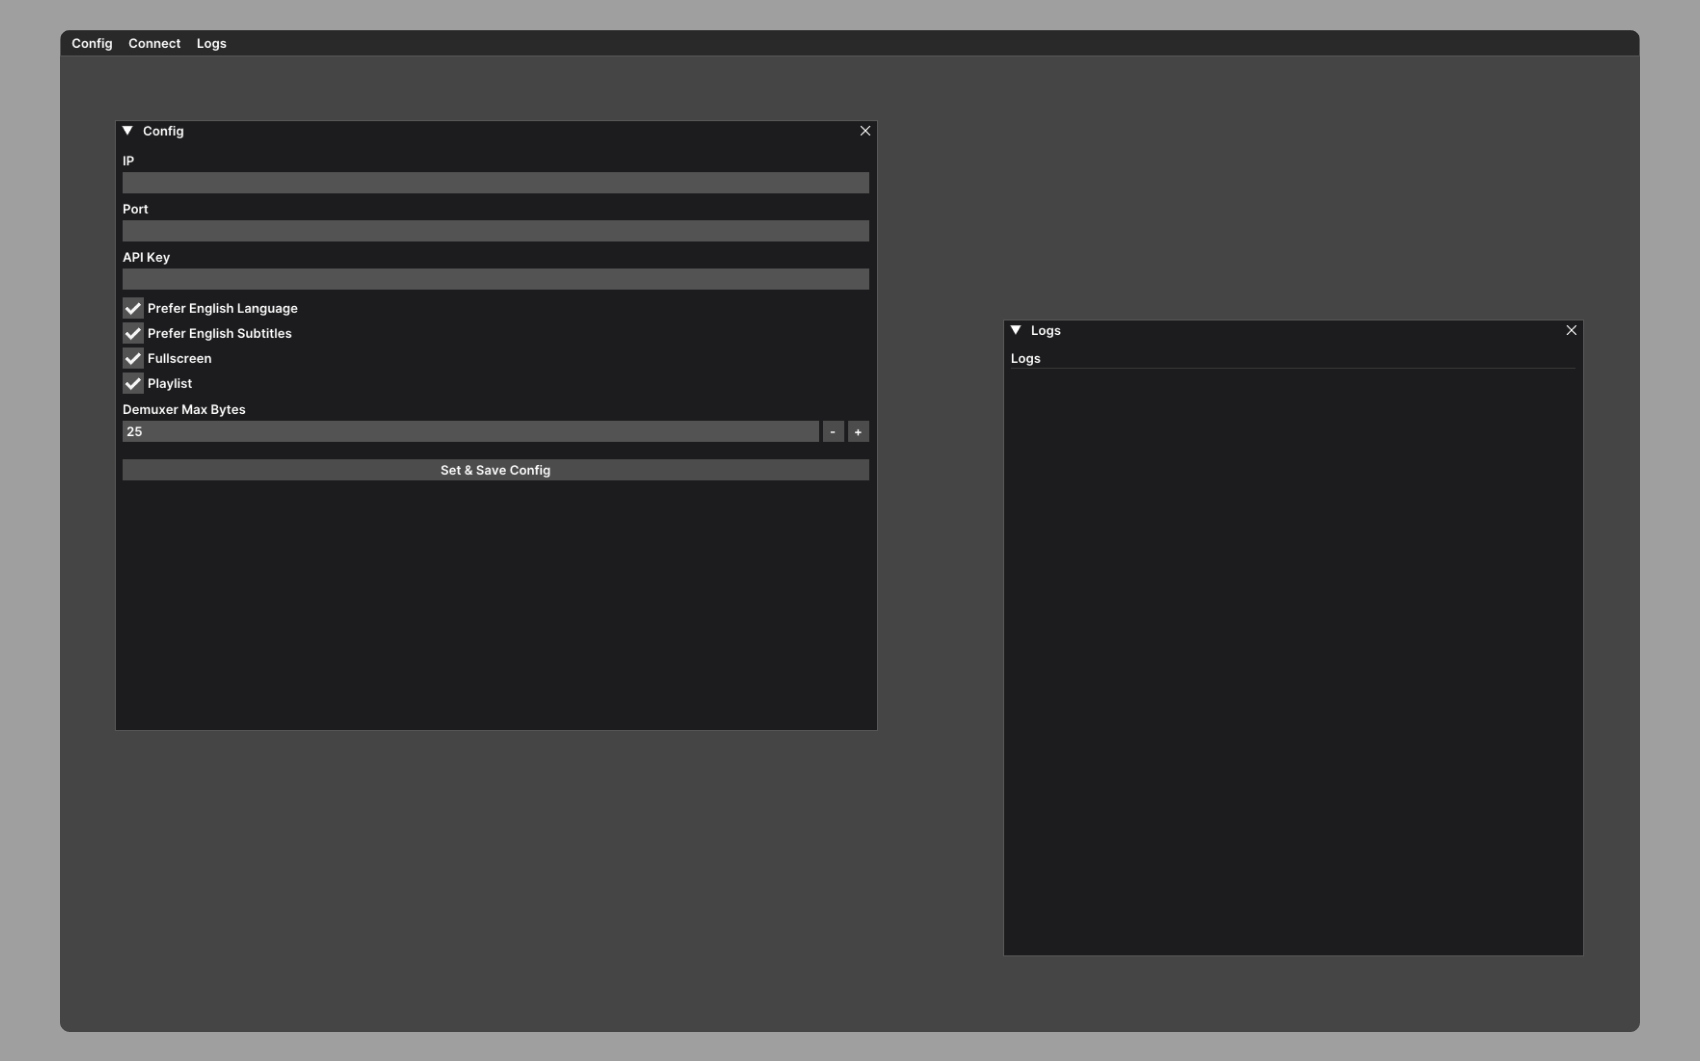 Config Connect Logs
Config
IP
Port
API Key
Prefer English Language
Prefer English Subtitles
Fullscreen
Playlist
Demuxer Max Bytes
25 - +
Set & Save Config
Logs
Logs